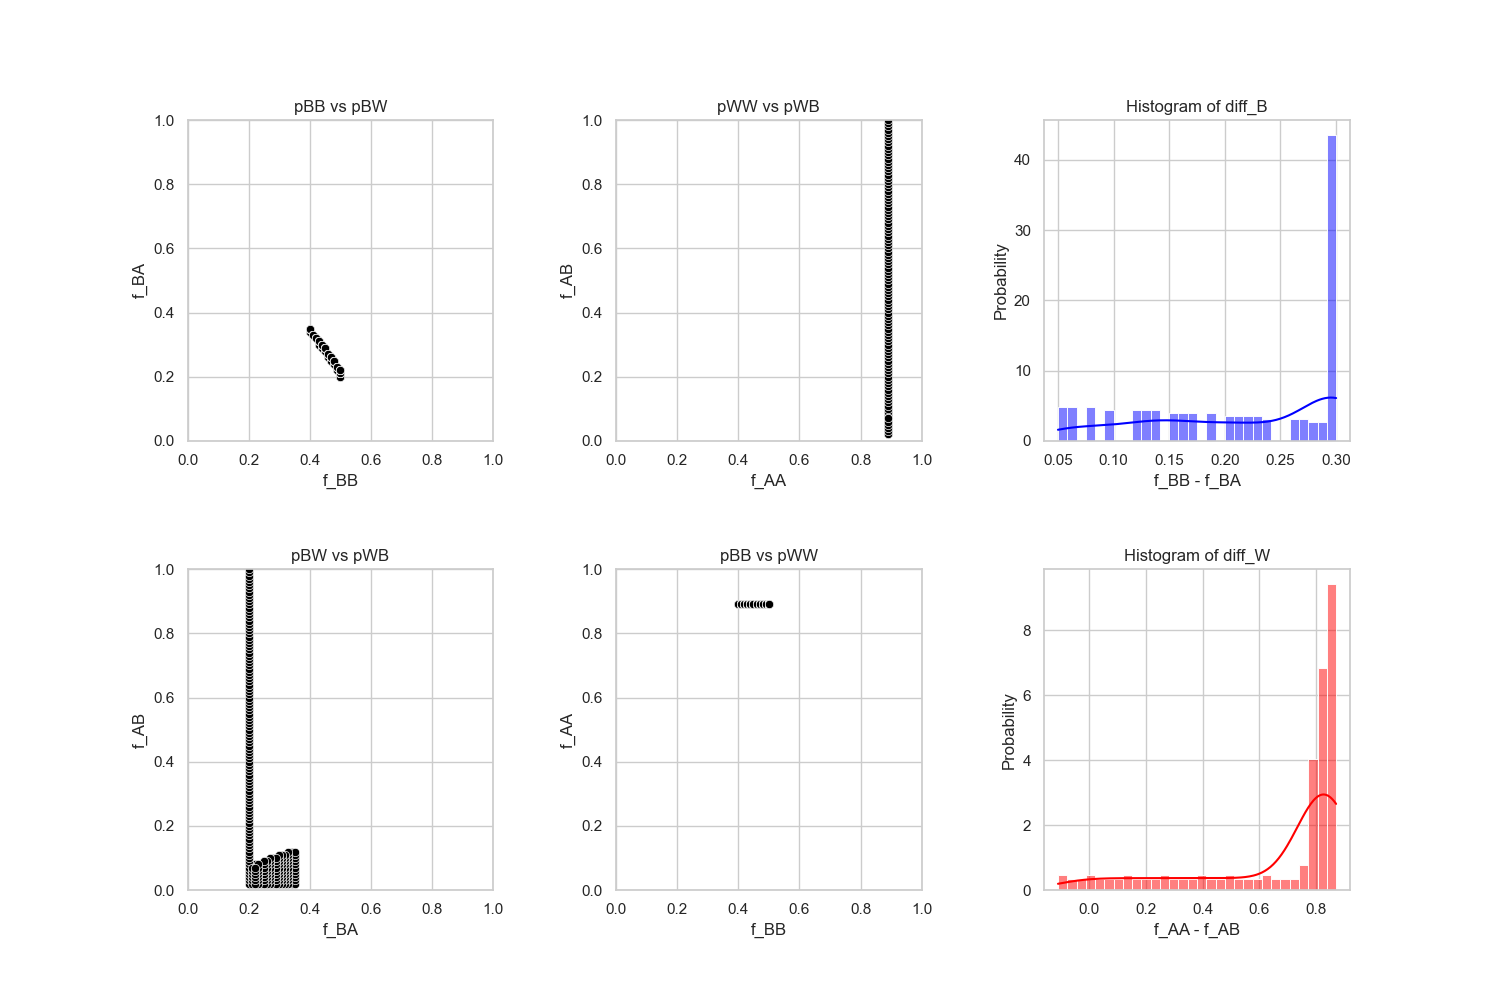 pBB vs pBW
1.0
0.8
0.6
0.4
0.2
0.0
f_BA
0.0 0.2 0.4 0.6 0.8 1.0
f_BB
pWW vs pWB
1.0
0.8
0.6
0.4
0.2
0.0
f_AB
0.0 0.2 0.4 0.6 0.8 1.0
f_AA
Histogram of diff_B
40
30
20
10
0
Probability
0.05 0.10 0.15 0.20 0.25 0.30
f_BB - f_BA
pBW vs pWB
1.0
0.8
0.6
0.4
0.2
0.0
f_AB
0.0 0.2 0.4 0.6 0.8 1.0
f_BA
pBB vs pWW
1.0
0.8
0.6
0.4
0.2
0.0
f_AA
0.0 0.2 0.4 0.6 0.8 1.0
f_BB
Histogram of diff_W
8
6
4
2
0
Probability
0.0 0.2 0.4 0.6 0.8
f_AA - f_AB